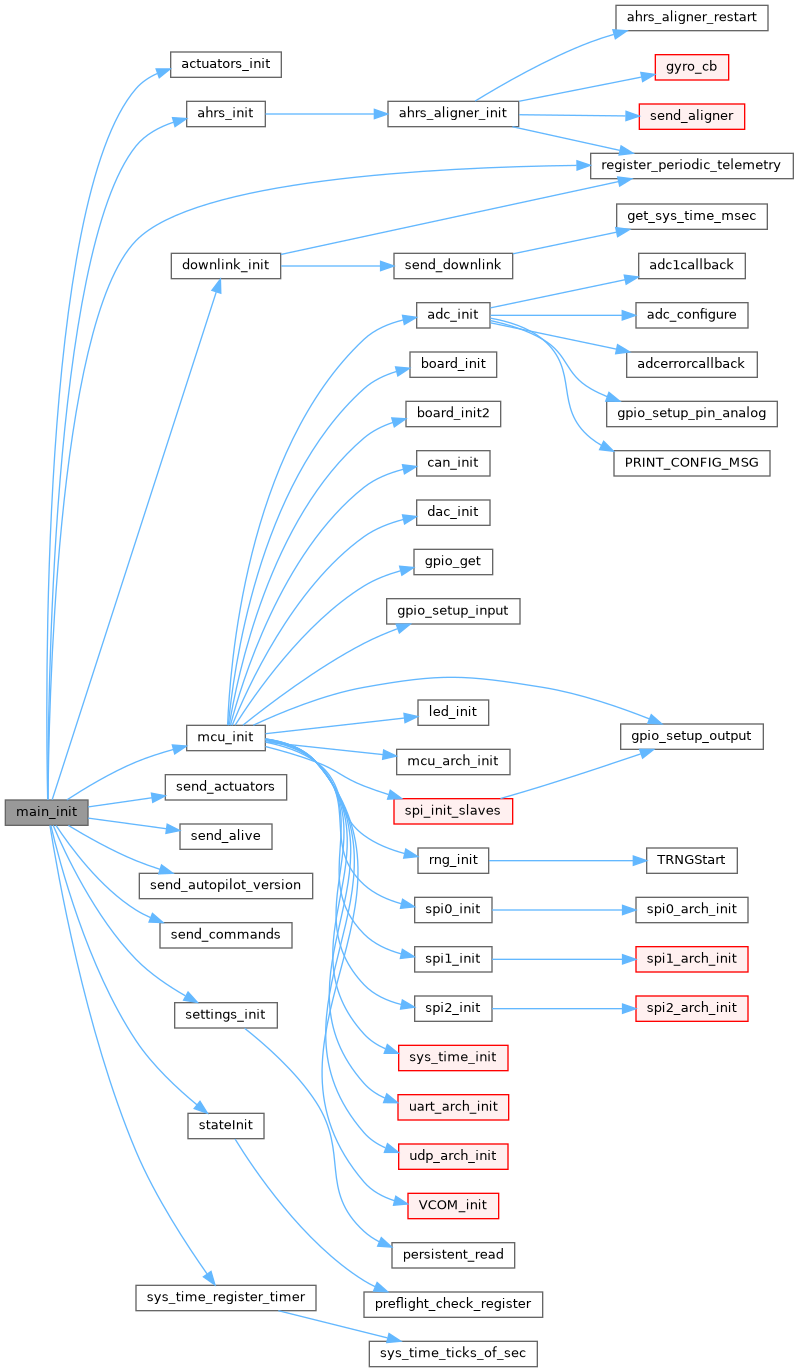 ahrs_aligner_restart
actuators_init
gyro_cb
ahrs_init
ahrs_aligner_init
send_aligner
register_periodic_telemetry
get_sys_time_msec
downlink_init
send_downlink
adc1callback
adc_init
adc_configure
board_init
adcerrorcallback
board_init2
gpio_setup_pin_analog
can_init
PRINT_CONFIG_MSG
dac_init
gpio_get
gpio_setup_input
led_init
mcu_init
gpio_setup_output
mcu_arch_init
send_actuators
main_init
spi_init_slaves
send_alive
rng_init
TRNGStart
send_autopilot_version
spi0_init
spi0_arch_init
send_commands
spi1_init
spi1_arch_init
settings_init
spi2_init
spi2_arch_init
sys_time_init
uart_arch_init
stateInit
udp_arch_init
VCOM_init
persistent_read
sys_time_register_timer
preflight_check_register
sys_time_ticks_of_sec